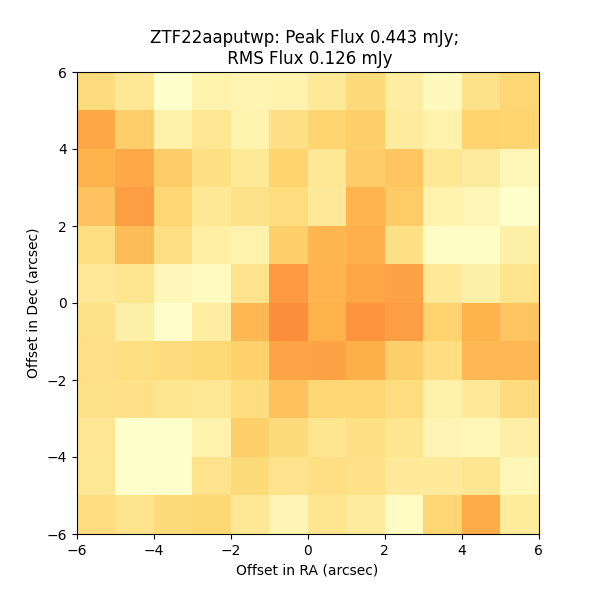 ZTF22aaputwp: Peak Flux 0.443 mJy;
RMS Flux 0.126 mJy
6
4
2
0
−2
−4
−6
Offset in Dec (arcsec)
−6 −4 −2 0 2 4 6
Offset in RA (arcsec)